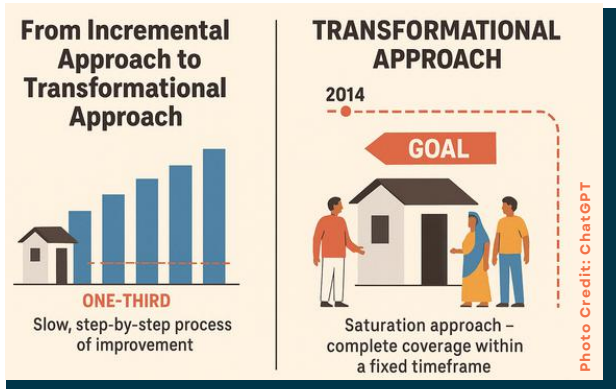 From Incremental
Approach to
Transformational
Approach
ONE-THIRD
Slow, step-by-step process
of improvement
TRANSFORMATIONAL
APPROACH
2014
GOAL
Saturation approach –
complete coverage within
a fixed timeframe
Photo Credit: ChatGPT